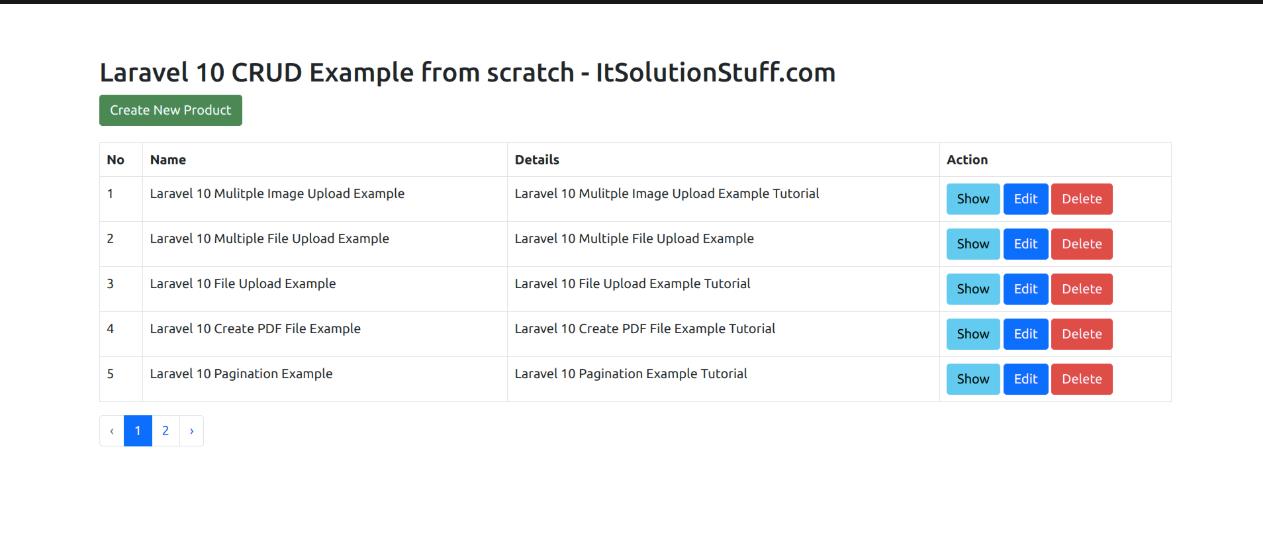 Laravel 10 CRUD Example from scratch - ItSolutionStuff.com
Create New Product
No Name Details Action
1 Laravel 10 Mulitple Image Upload Example Laravel 10 Mulitple Image Upload Example Tutorial Show Edit Delete
2 Laravel 10 Multiple File Upload Example Laravel 10 Multiple File Upload Example Show Edit Delete
3 Laravel 10 File Upload Example Laravel 10 File Upload Example Tutorial Show Edit Delete
4 Laravel 10 Create PDF File Example Laravel 10 Create PDF File Example Tutorial Show Edit Delete
5 Laravel 10 Pagination Example Laravel 10 Pagination Example Tutorial Show Edit Delete
‹ 1 2 ›